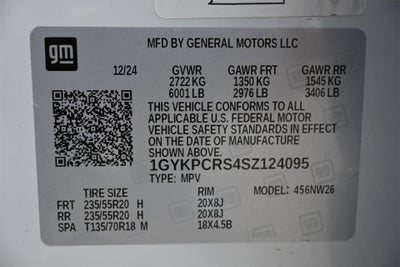 gm
MFD BY GENERAL MOTORS LLC
12/24 GVWR GAWR FRT GAWR RR
2722 KG 1350 KG 1545 KG
6001 LB 2976 LB 3406 LB
THIS VEHICLE CONFORMS TO ALL
APPLICABLE U.S. FEDERAL MOTOR
VEHICLE SAFETY STANDARDS IN EFFECT
ON THE DATE OF MANUFACTURE
SHOWN ABOVE.
1GYKPCRS4SZ124095
TYPE: MPV
TIRE SIZE RIM MODEL: 456NW26
FRT 235/55R20 H 20X8J
RR 235/55R20 H 20X8J
SPA T135/70R18 M 18X4.5B